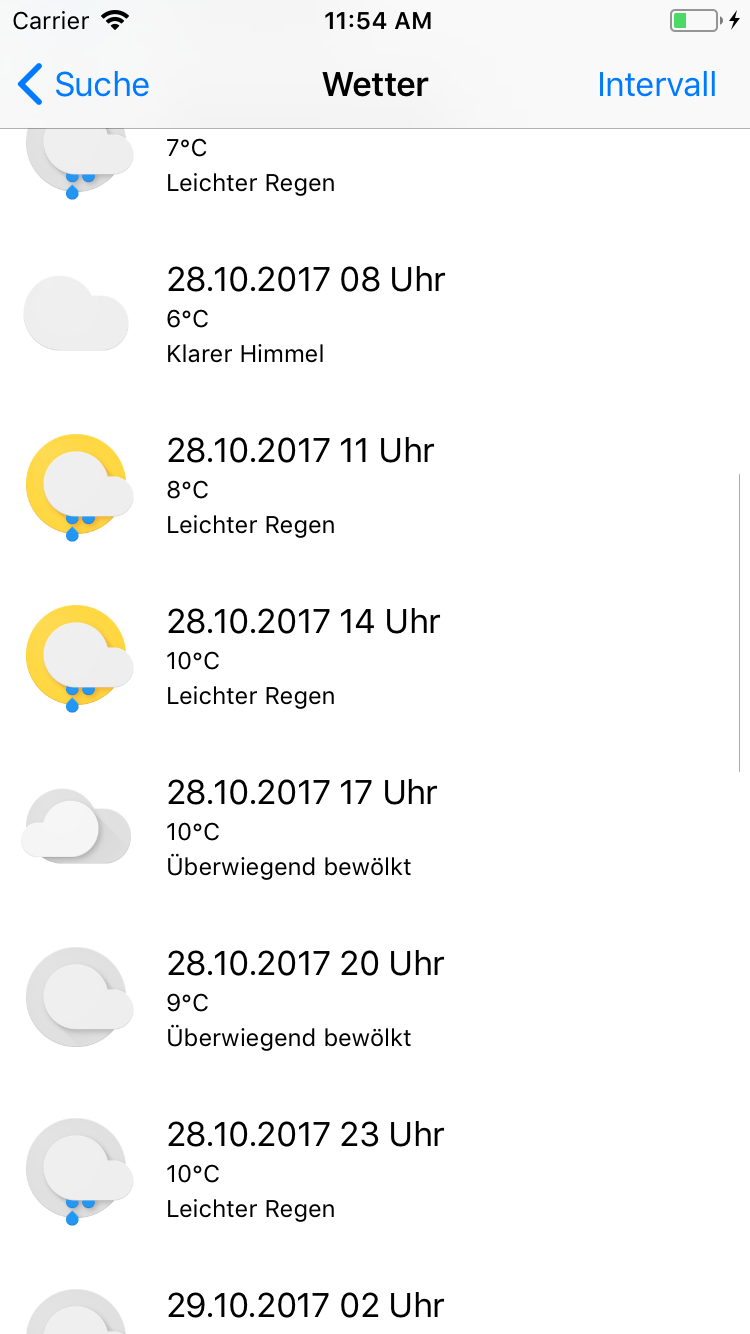 Carrier 11:54 AM
Suche Wetter Intervall
7°C
Leichter Regen
28.10.2017 08 Uhr
6°C
Klarer Himmel
28.10.2017 11 Uhr
8°C
Leichter Regen
28.10.2017 14 Uhr
10°C
Leichter Regen
28.10.2017 17 Uhr
10°C
Überwiegend bewölkt
28.10.2017 20 Uhr
9°C
Überwiegend bewölkt
28.10.2017 23 Uhr
10°C
Leichter Regen
29.10.2017 02 Uhr